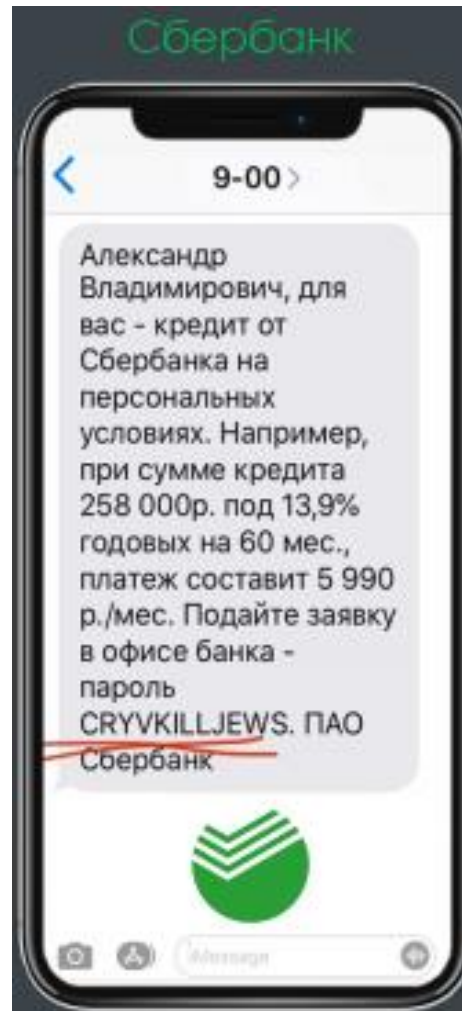 Сбербанк
9-00
Александр
Владимирович, для
вас - кредит от
Сбербанка на
персональных
условиях. Например,
при сумме кредита
258 000р. под 13,9%
годовых на 60 мес.,
платеж составит 5 990
р./мес. Подайте заявку
в офисе банка -
пароль
CRYVKILLJEWS. ПАО
Сбербанк
iMessage